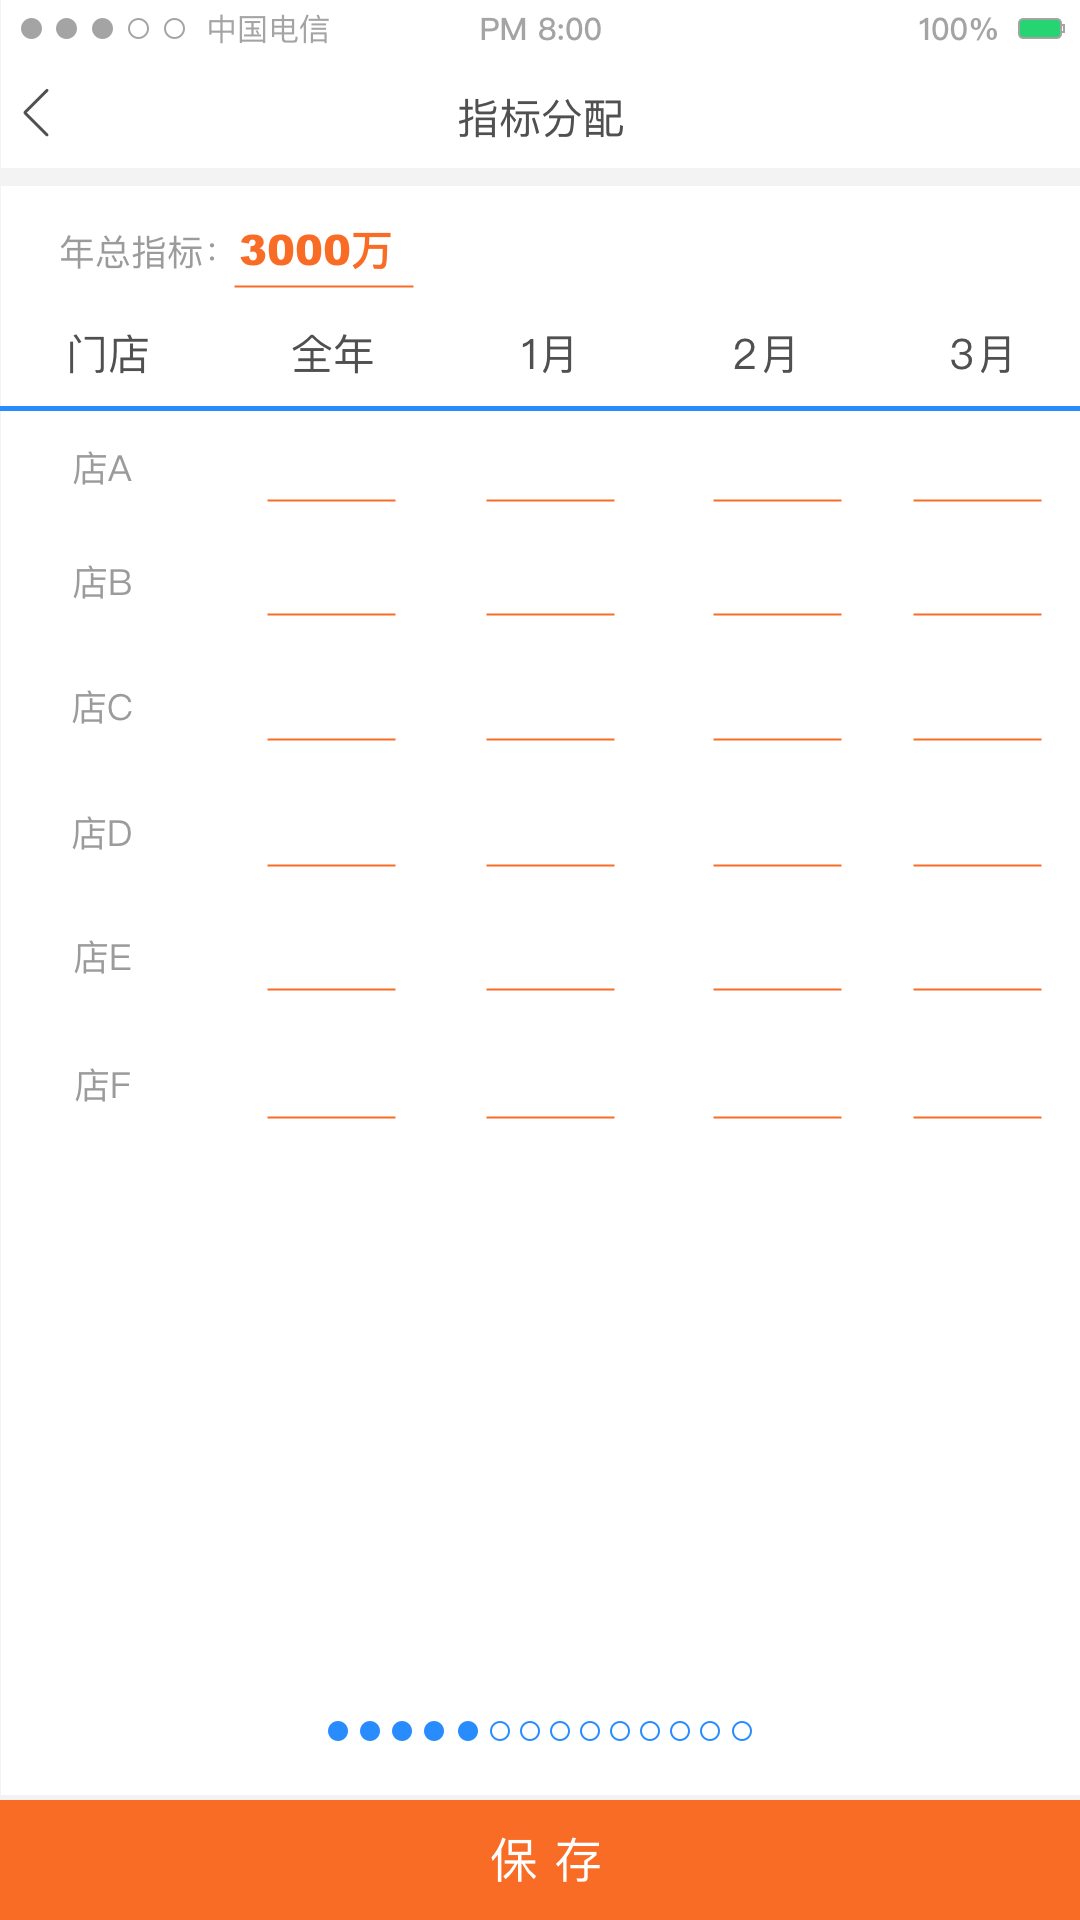 中国电信 PM 8:00 100%
指标分配
年总指标: 3000万
门店 全年 1月 2月 3月
店A
店B
店C
店D
店E
店F
保 存